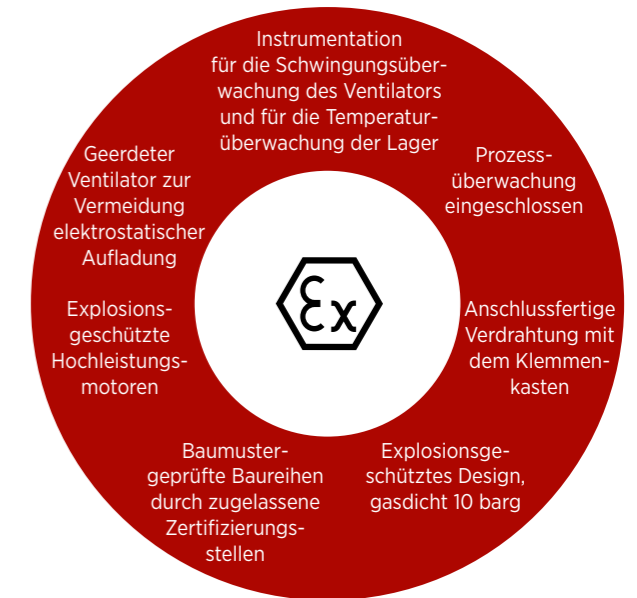 Instrumentation
für die Schwingungsüber-
wachung des Ventilators
und für die Temperatur-
überwachung der Lager
Prozess-
überwachung
eingeschlossen
Anschlussfertige
Verdrahtung mit
dem Klemmen-
kasten
Explosionsge-
schütztes Design,
gasdicht 10 barg
Baumuster-
geprüfte Baureihen
durch zugelassene
Zertifizierungs-
stellen
Explosions-
geschützte
Hochleistungs-
motoren
Geerdeter
Ventilator zur
Vermeidung
elektrostatischer
Aufladung
Ex